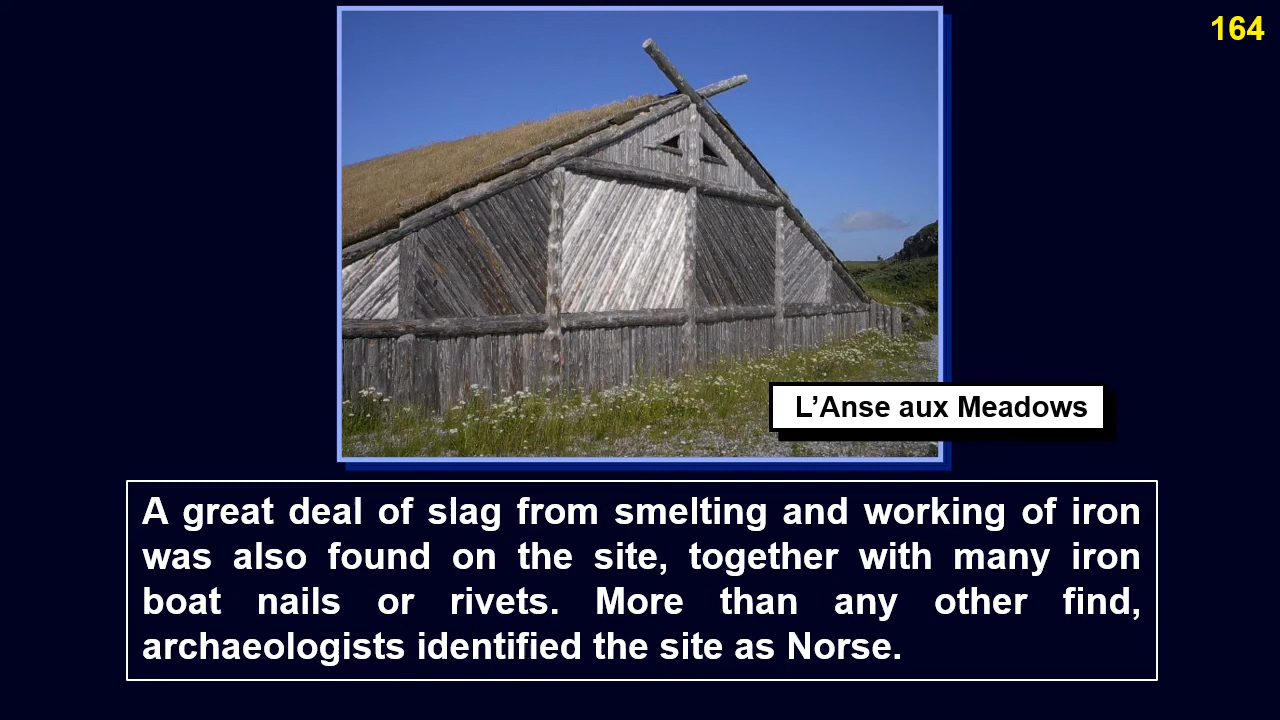 164
L’Anse aux Meadows
A great deal of slag from smelting and working of iron
was also found on the site, together with many iron
boat nails or rivets. More than any other find,
archaeologists identified the site as Norse.